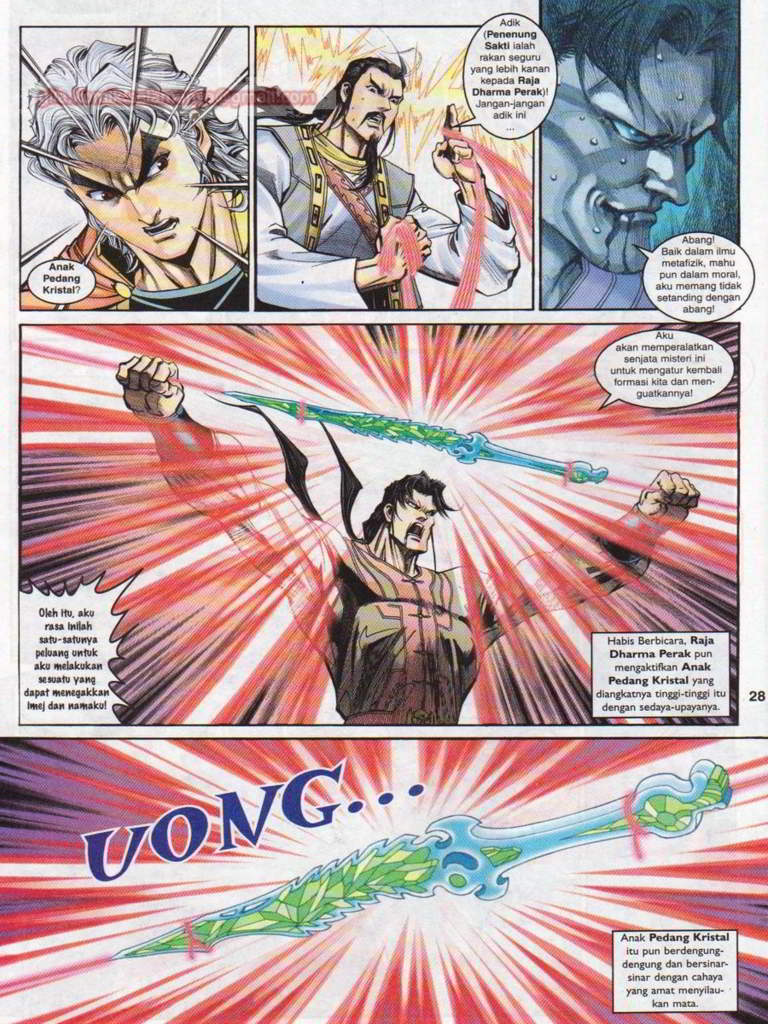 Anak
Pedang
Kristal?
Adik
(Penenung
Sakti ialah
rakan seguru
yang lebih kanan
kepada Raja
Dharma Perak)!
Jangan-jangan
adik ini
...
Abang!
Baik dalam ilmu
metafizik, mahu
pun dalam moral,
aku memang tidak
setanding dengan
abang!
Aku
akan memperalatkan
senjata misteri ini
untuk mengatur kembali
formasi kita dan men-
guatkannya!
Oleh itu, aku
rasa inilah
satu-satunya
peluang untuk
aku melakukan
sesuatu yang
dapat menegakkan
imej dan namaku!
Habis Berbicara, Raja
Dharma Perak pun
mengaktifkan Anak
Pedang Kristal yang
diangkatnya tinggi-tinggi itu
dengan sedaya-upayanya.
28
UONG...
Anak Pedang Kristal
itu pun berdengung-
dengung dan bersinar-
sinar dengan cahaya
yang amat menyilau-
kan mata.